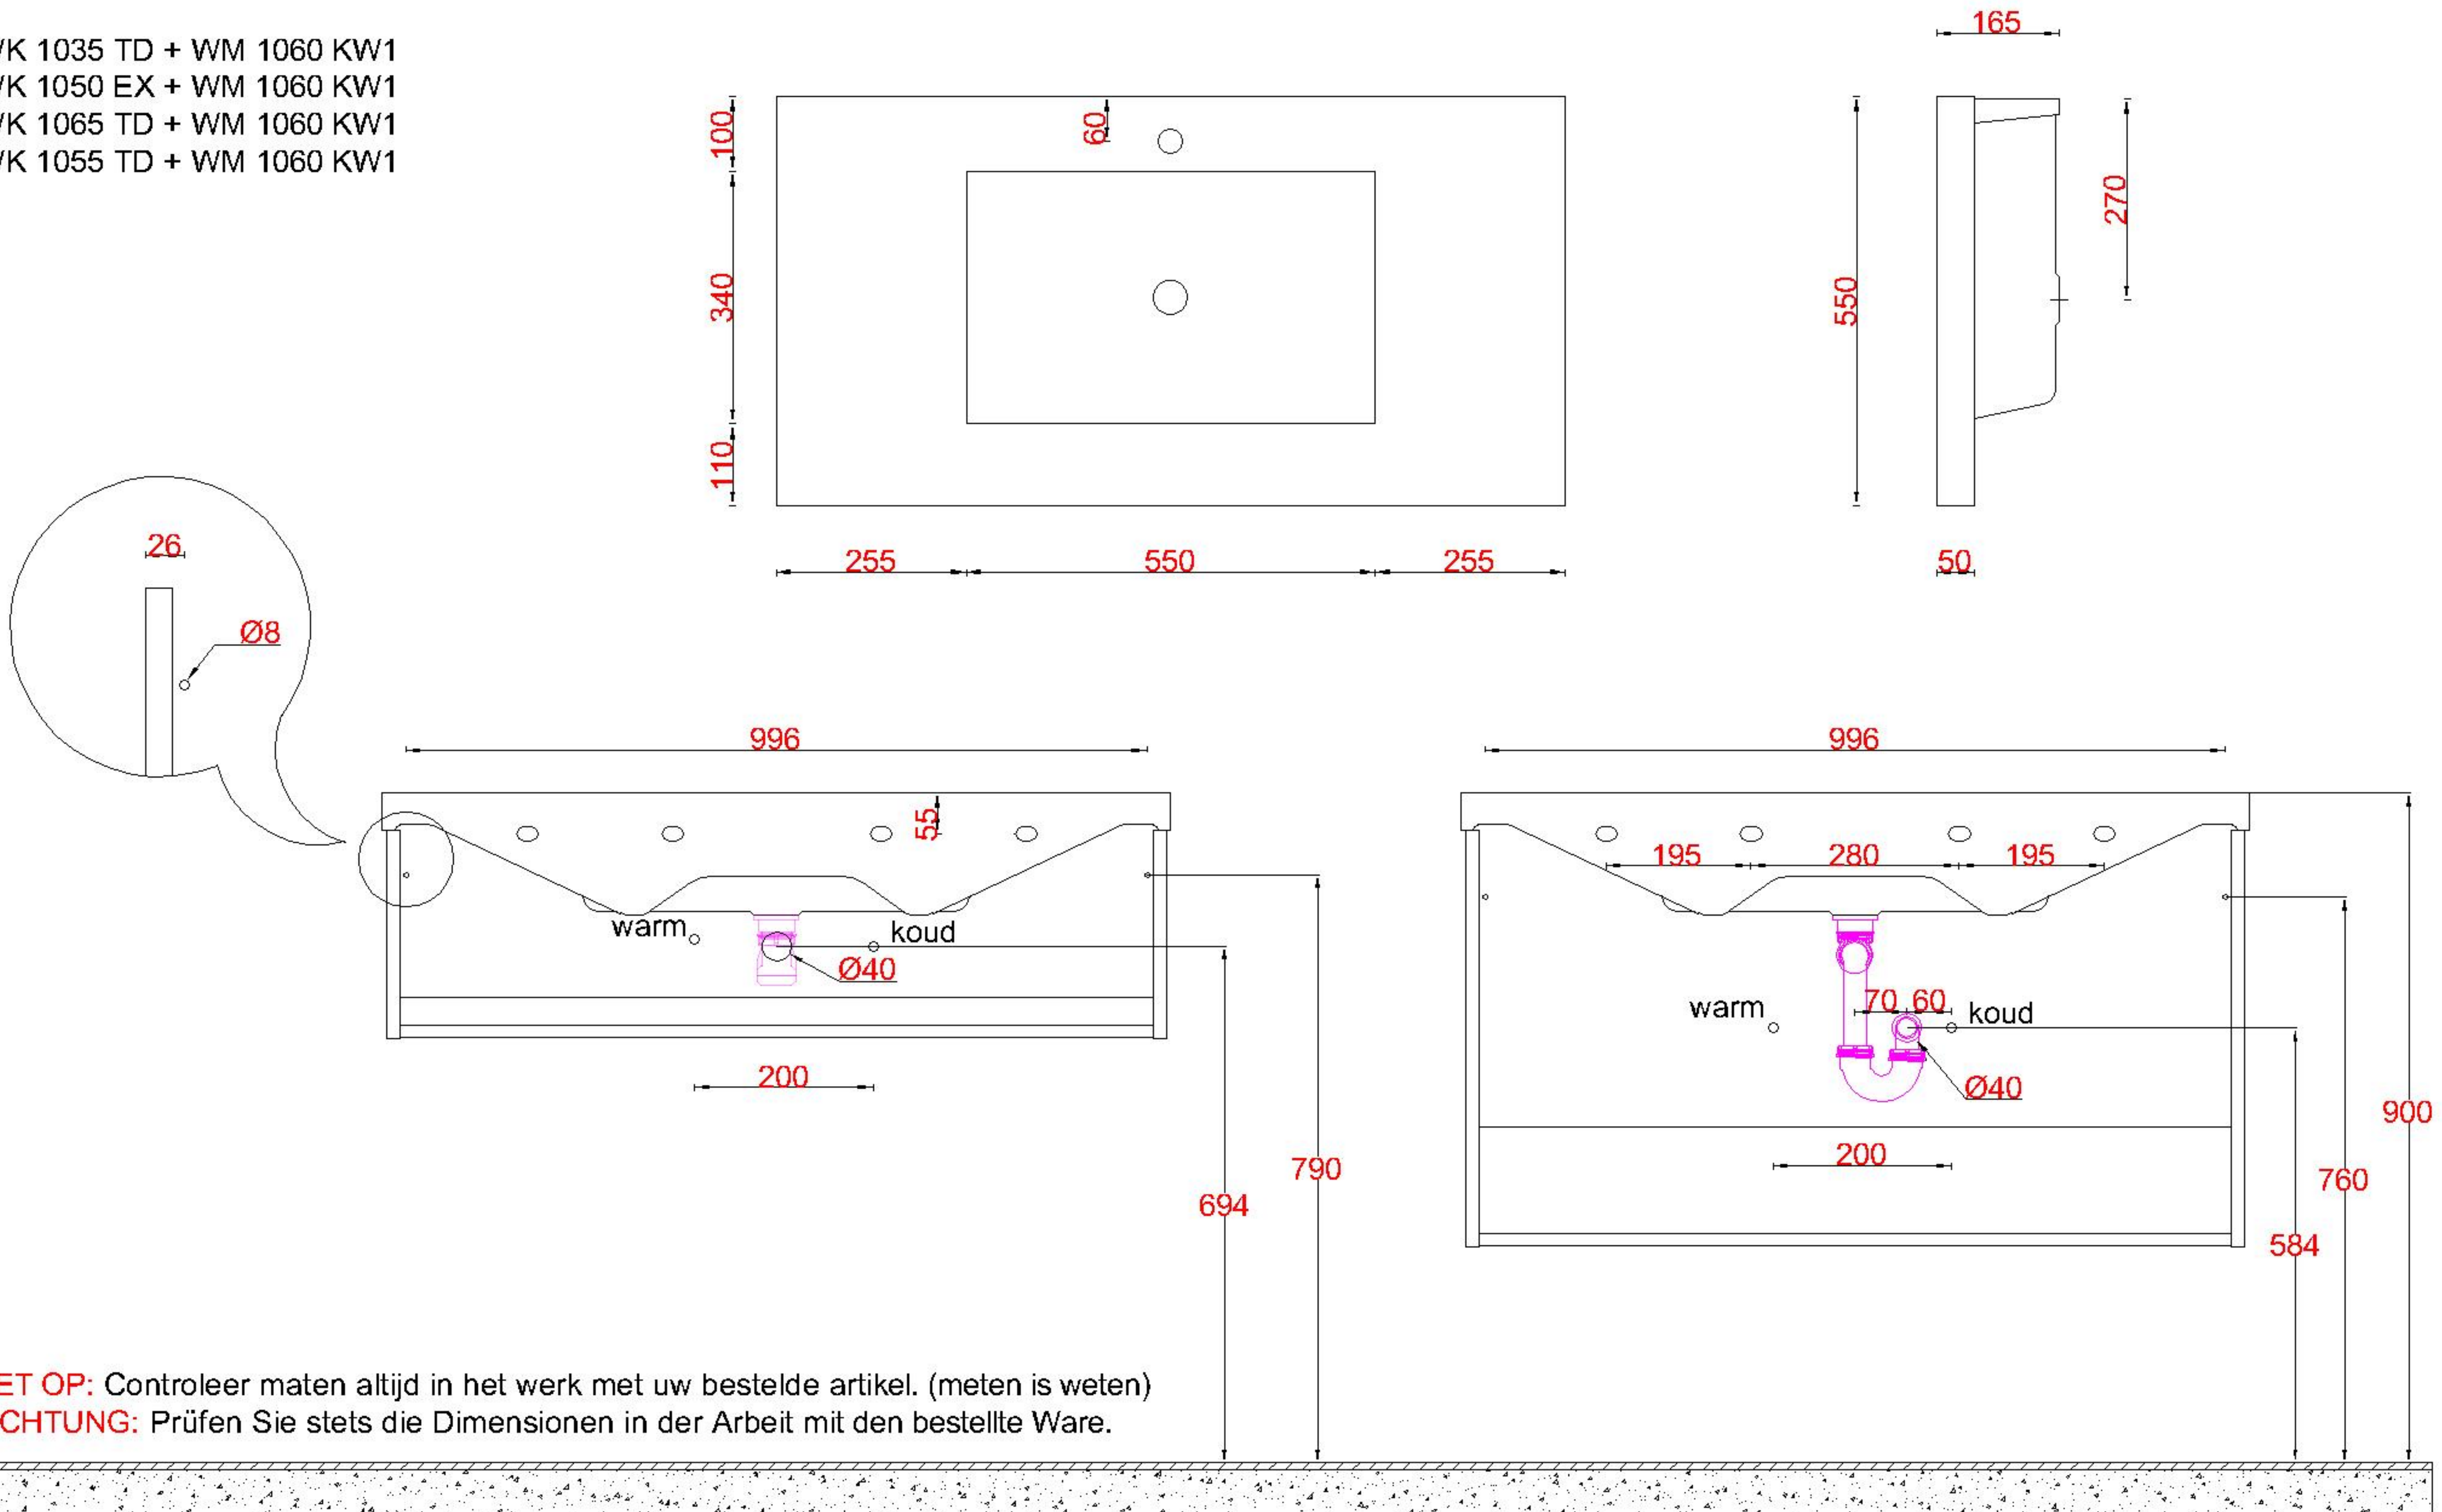 VK 1035 TD + WM 1060 KW1
VK 1050 EX + WM 1060 KW1
VK 1065 TD + WM 1060 KW1
VK 1055 TD + WM 1060 KW1
165
100
60
340
110
270
550
255
550
255
50
26
Ø8
996
55
warm
koud
Ø40
200
694
790
996
195
280
195
warm
70
60
koud
Ø40
200
584
760
900
ET OP: Controleer maten altijd in het werk met uw bestelde artikel. (meten is weten)
CHTUNG: Prüfen Sie stets die Dimensionen in der Arbeit mit den bestellte Ware.